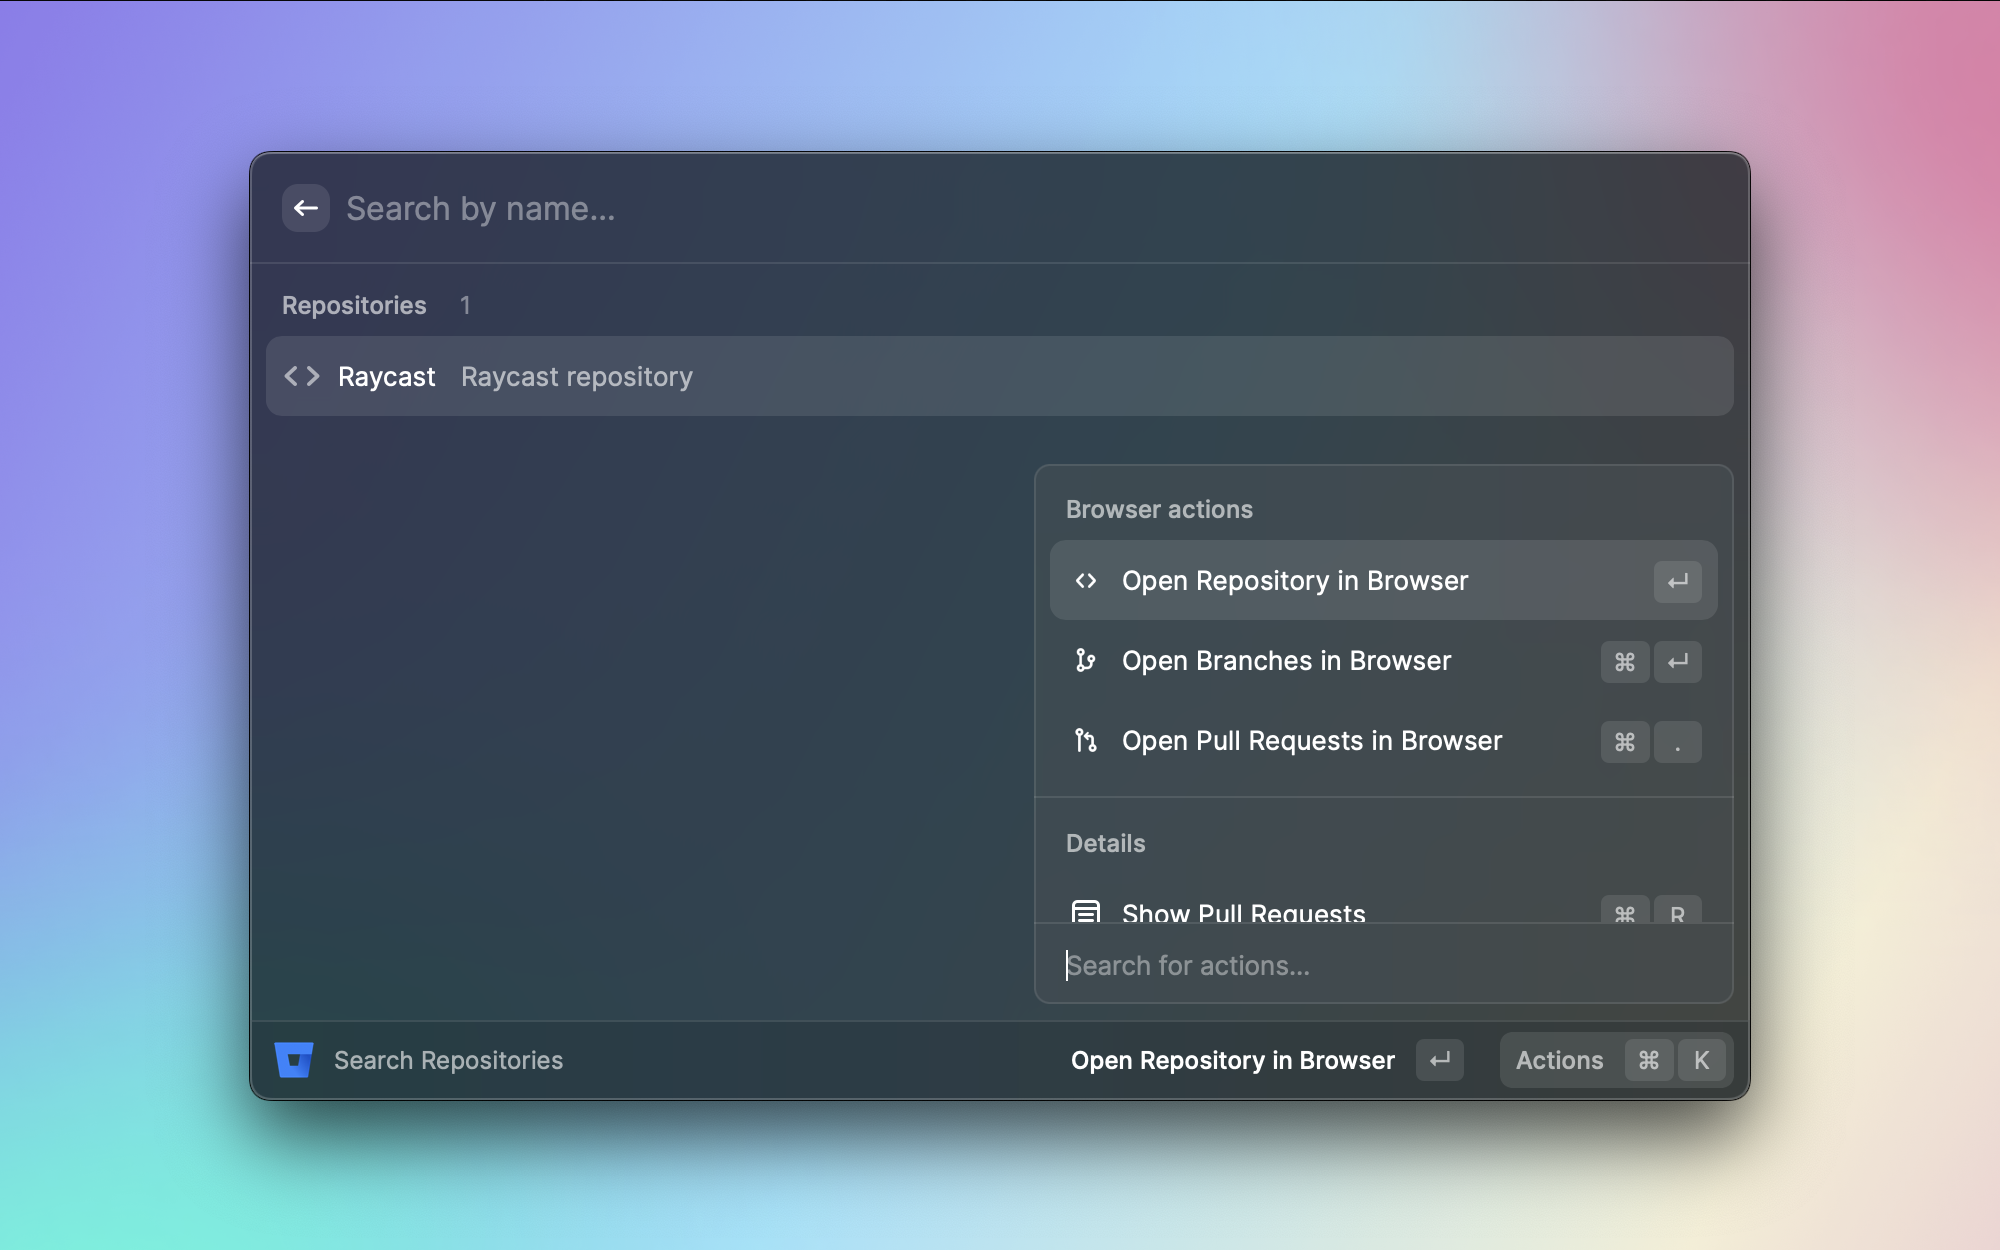 Search by name...
Repositories 1
Raycast Raycast repository
Browser actions
Open Repository in Browser ↵
Open Branches in Browser ⌘ ↵
Open Pull Requests in Browser ⌘ .
Details
Show Pull Requests ⌘ R
Search for actions...
Search Repositories
Open Repository in Browser ↵ Actions ⌘ K